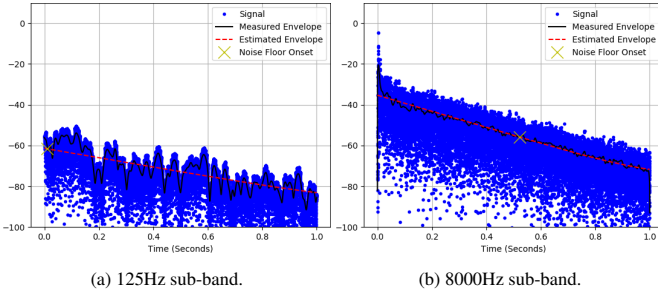 0
−20
−40
−60
−80
−100
0.0
0.2
0.4
0.6
0.8
1.0
Time (Seconds)
Signal
Measured Envelope
Estimated Envelope
Noise Floor Onset
(a) 125Hz sub-band.
0
−20
−40
−60
−80
−100
0.0
0.2
0.4
0.6
0.8
1.0
Time (Seconds)
Signal
Measured Envelope
Estimated Envelope
Noise Floor Onset
(b) 8000Hz sub-band.